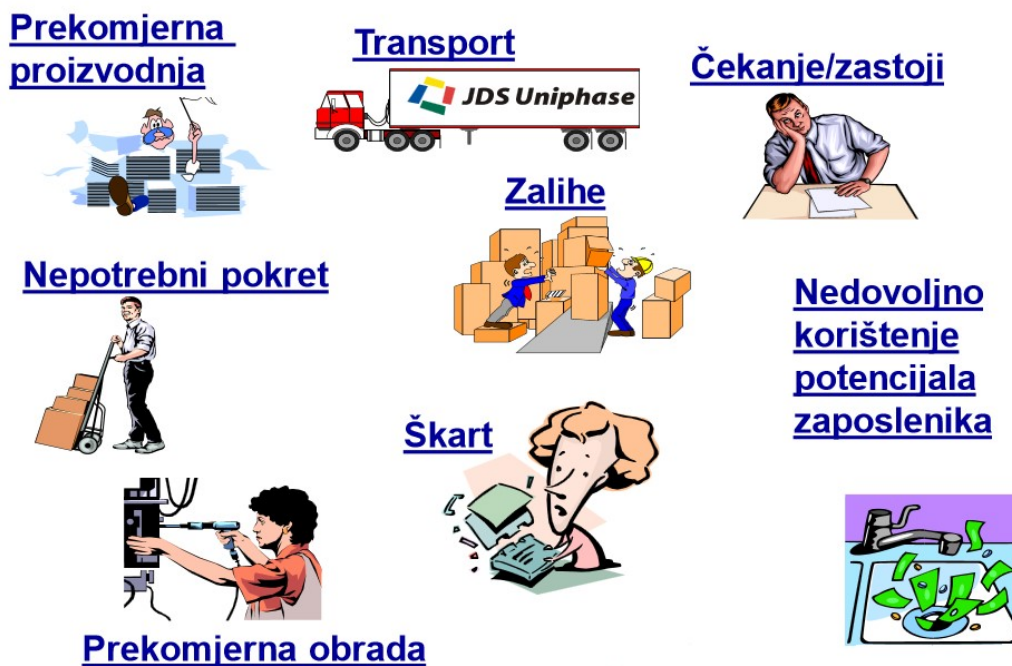 Prekomjerna
proizvodnja
Transport
JDS Uniphase
Čekanje/zastoji
Zalihe
Nepotrebni pokret
Nedovoljno
korištenje
potencijala
zaposlenika
Škart
Prekomjerna obrada